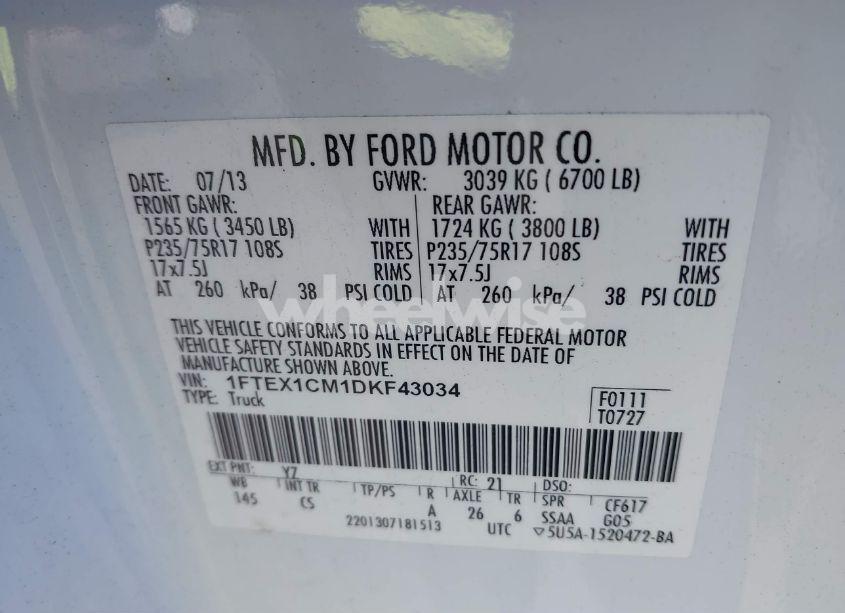 MFD. BY FORD MOTOR CO.
DATE: 07/13 GVWR: 3039 KG ( 6700 LB)
FRONT GAWR: REAR GAWR:
1565 KG ( 3450 LB) WITH 1724 KG ( 3800 LB) WITH
P235/75R17 108S TIRES P235/75R17 108S TIRES
17x7.5J RIMS 17x7.5J RIMS
AT 260 kPa/ 38 PSI COLD AT 260 kPa/ 38 PSI COLD
wheelwise
THIS VEHICLE CONFORMS TO ALL APPLICABLE FEDERAL MOTOR
VEHICLE SAFETY STANDARDS IN EFFECT ON THE DATE OF
MANUFACTURE SHOWN ABOVE.
VIN: 1FTEX1CM1DKF43034 F0111
TYPE: Truck T0727
EXT PNT: YZ RC: 21 DSO:
WB INT TR TP/PS R AXLE TR SPR CF617
145 CS A 26 6 SSAA G05
2201307181513 UTC ▽5U5A-1520472-BA